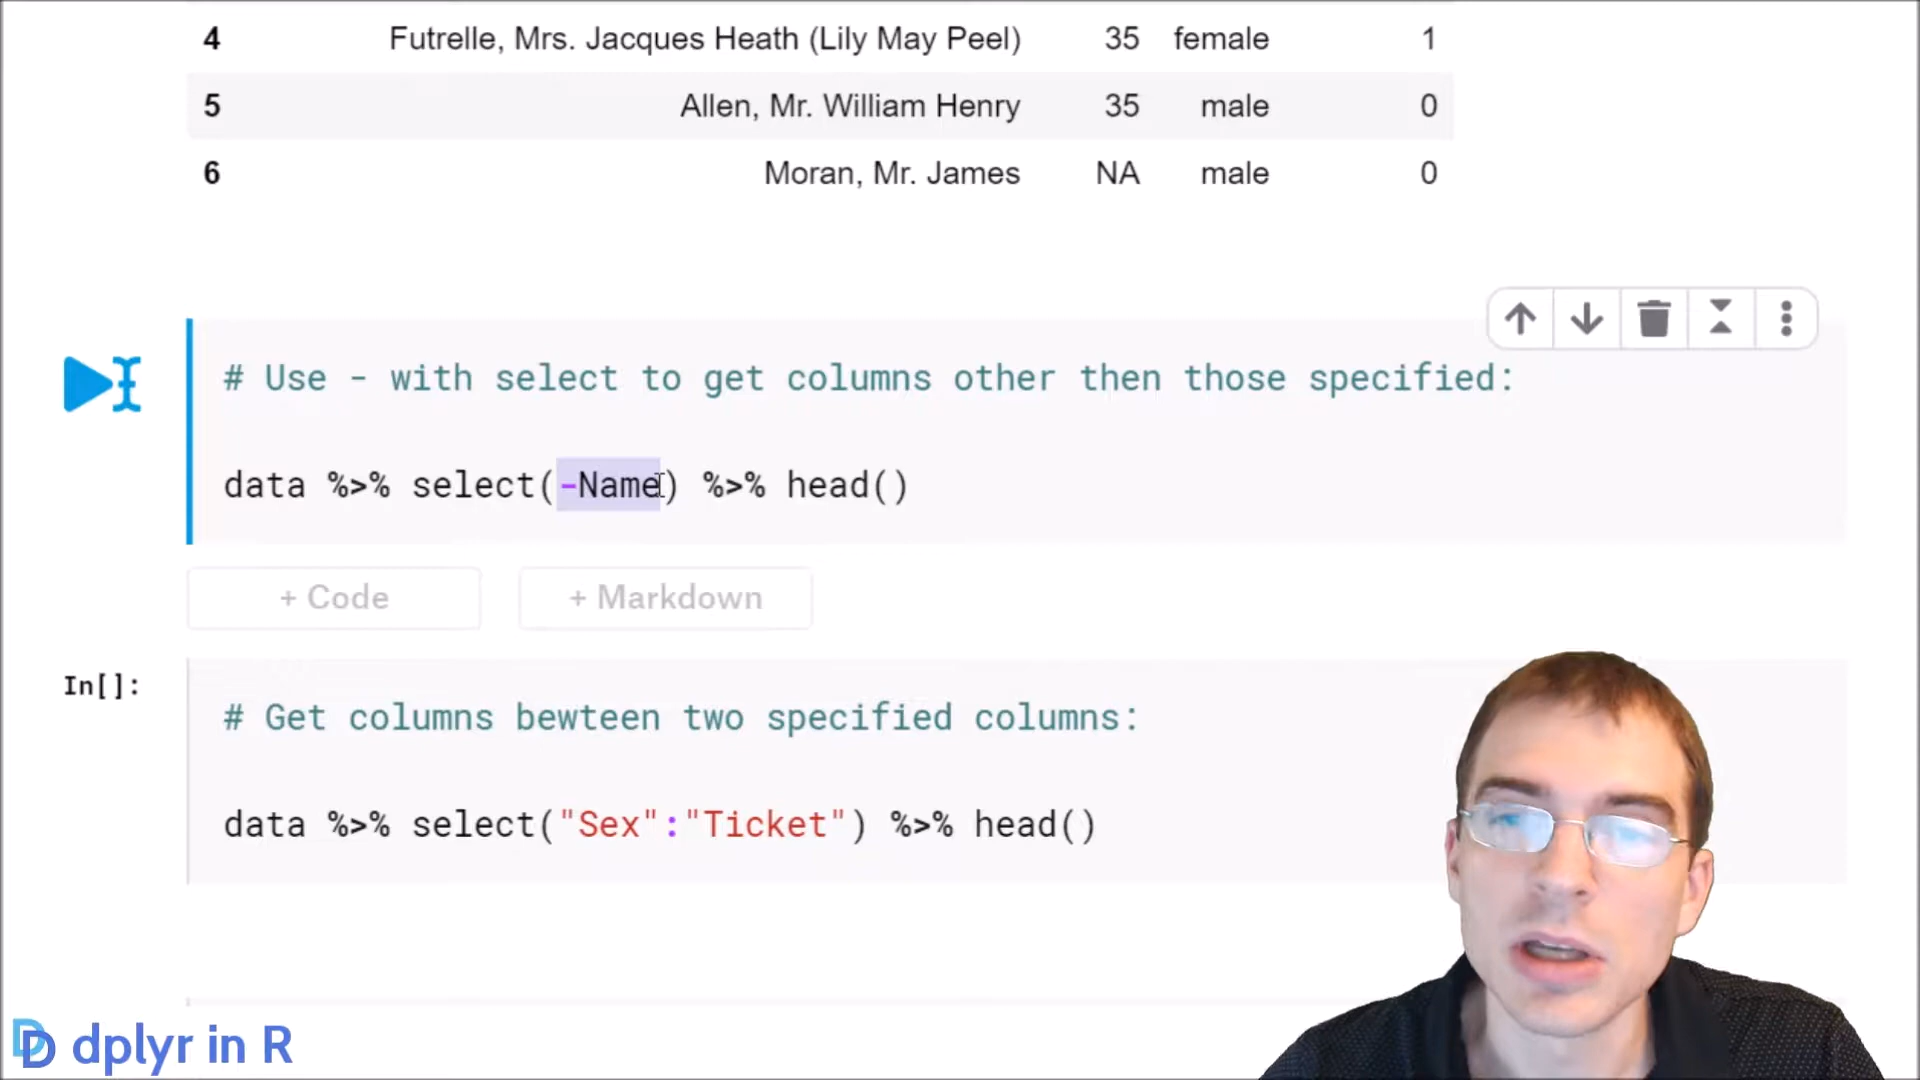 4 Futrelle, Mrs. Jacques Heath (Lily May Peel) 35 female 1
5 Allen, Mr. William Henry 35 male 0
6 Moran, Mr. James NA male 0
# Use - with select to get columns other then those specified:
data %>% select(-Name) %>% head()
+ Code + Markdown
In[]:
# Get columns bewteen two specified columns:
data %>% select("Sex":"Ticket") %>% head()
dplyr in R